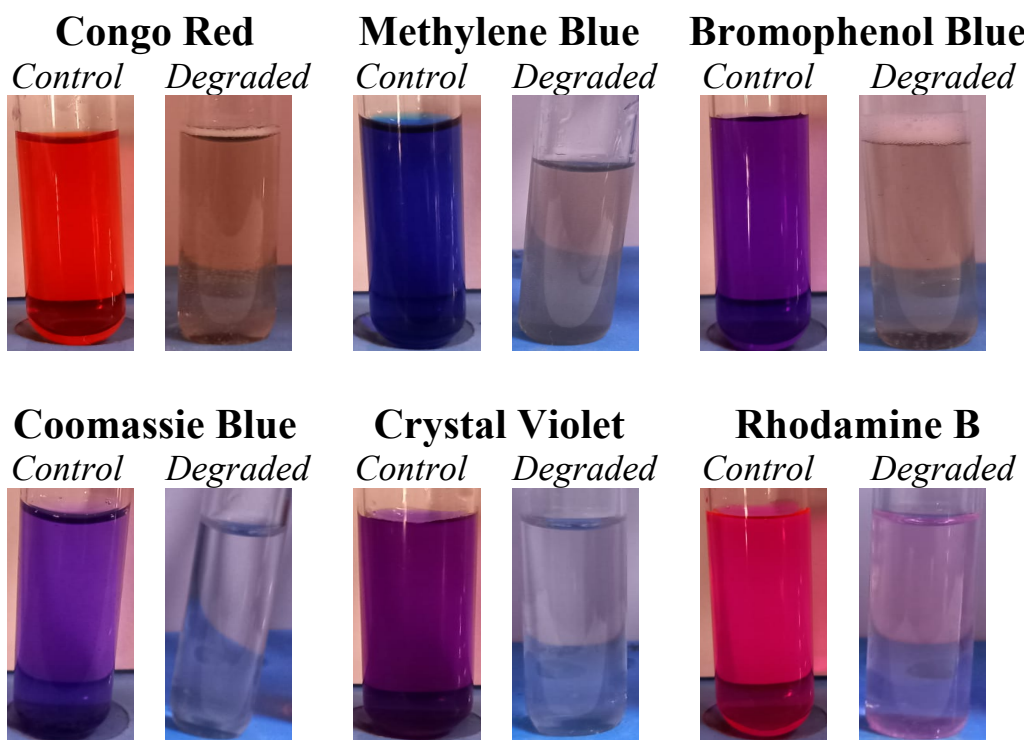 Congo Red Methylene Blue Bromophenol Blue
Control Degraded Control Degraded Control Degraded
Coomassie Blue Crystal Violet Rhodamine B
Control Degraded Control Degraded Control Degraded